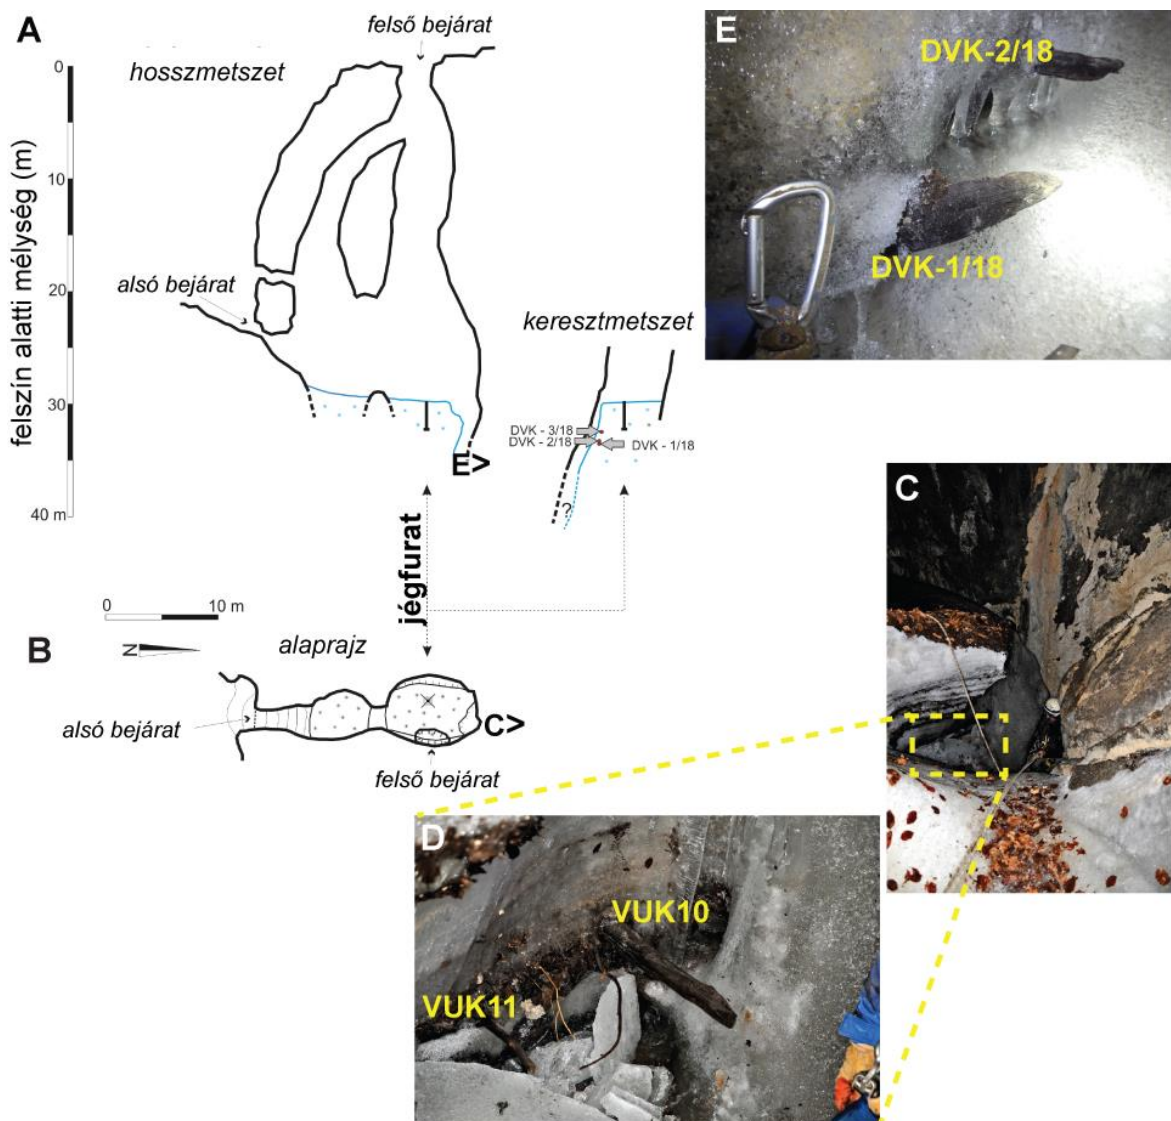 A
felső bejárat
hosszmetszet
felszín alatti mélység (m)
0
10
20
30
40 m
alsó bejárat
keresztmetszet
DVK - 3/18
DVK - 2/18
DVK - 1/18
E>
?
jégfurat
0
10 m
N
B
alaprajz
alsó bejárat
C>
felső bejárat
E
DVK-2/18
DVK-1/18
C
D
VUK10
VUK11